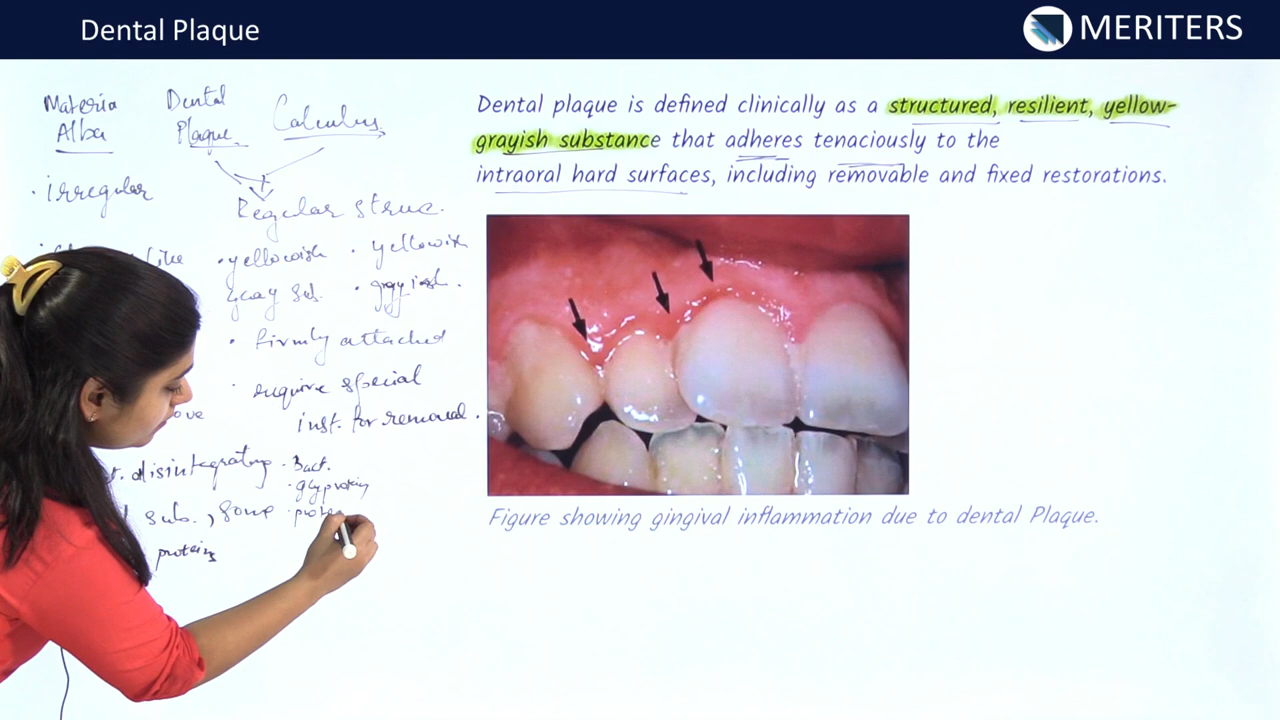 Dental Plaque
MERITERS
Materia
Alba
Dental
Plaque
Calculus
Dental plaque is defined clinically as a structured, resilient, yellow-
grayish substance that adheres tenaciously to the
intraoral hard surfaces, including removable and fixed restorations.
· irregular
Regular struc.
· yellowish
gray sub.
· yellowish
· firmly attached
· require special
inst. for removal.
disintegrating
sub., some
proteins
· Bact.
· glyprotein
Figure showing gingival inflammation due to dental Plaque.